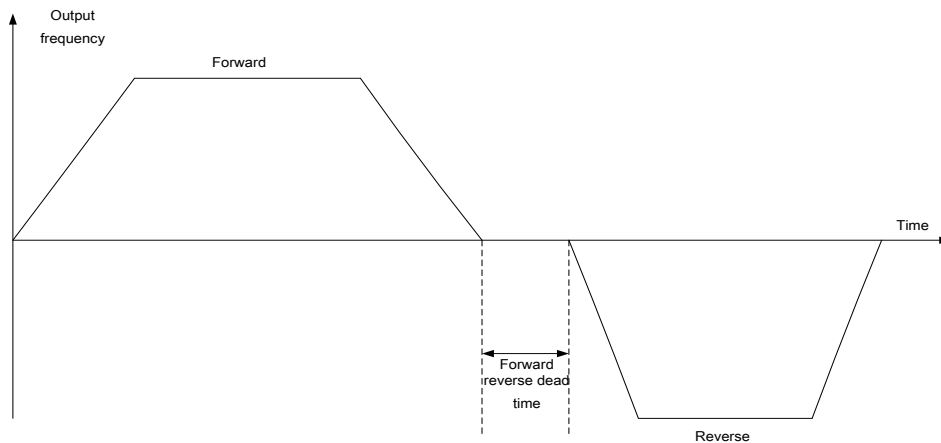 Output
frequency
Forward
Time
Forward
reverse dead
time
Reverse